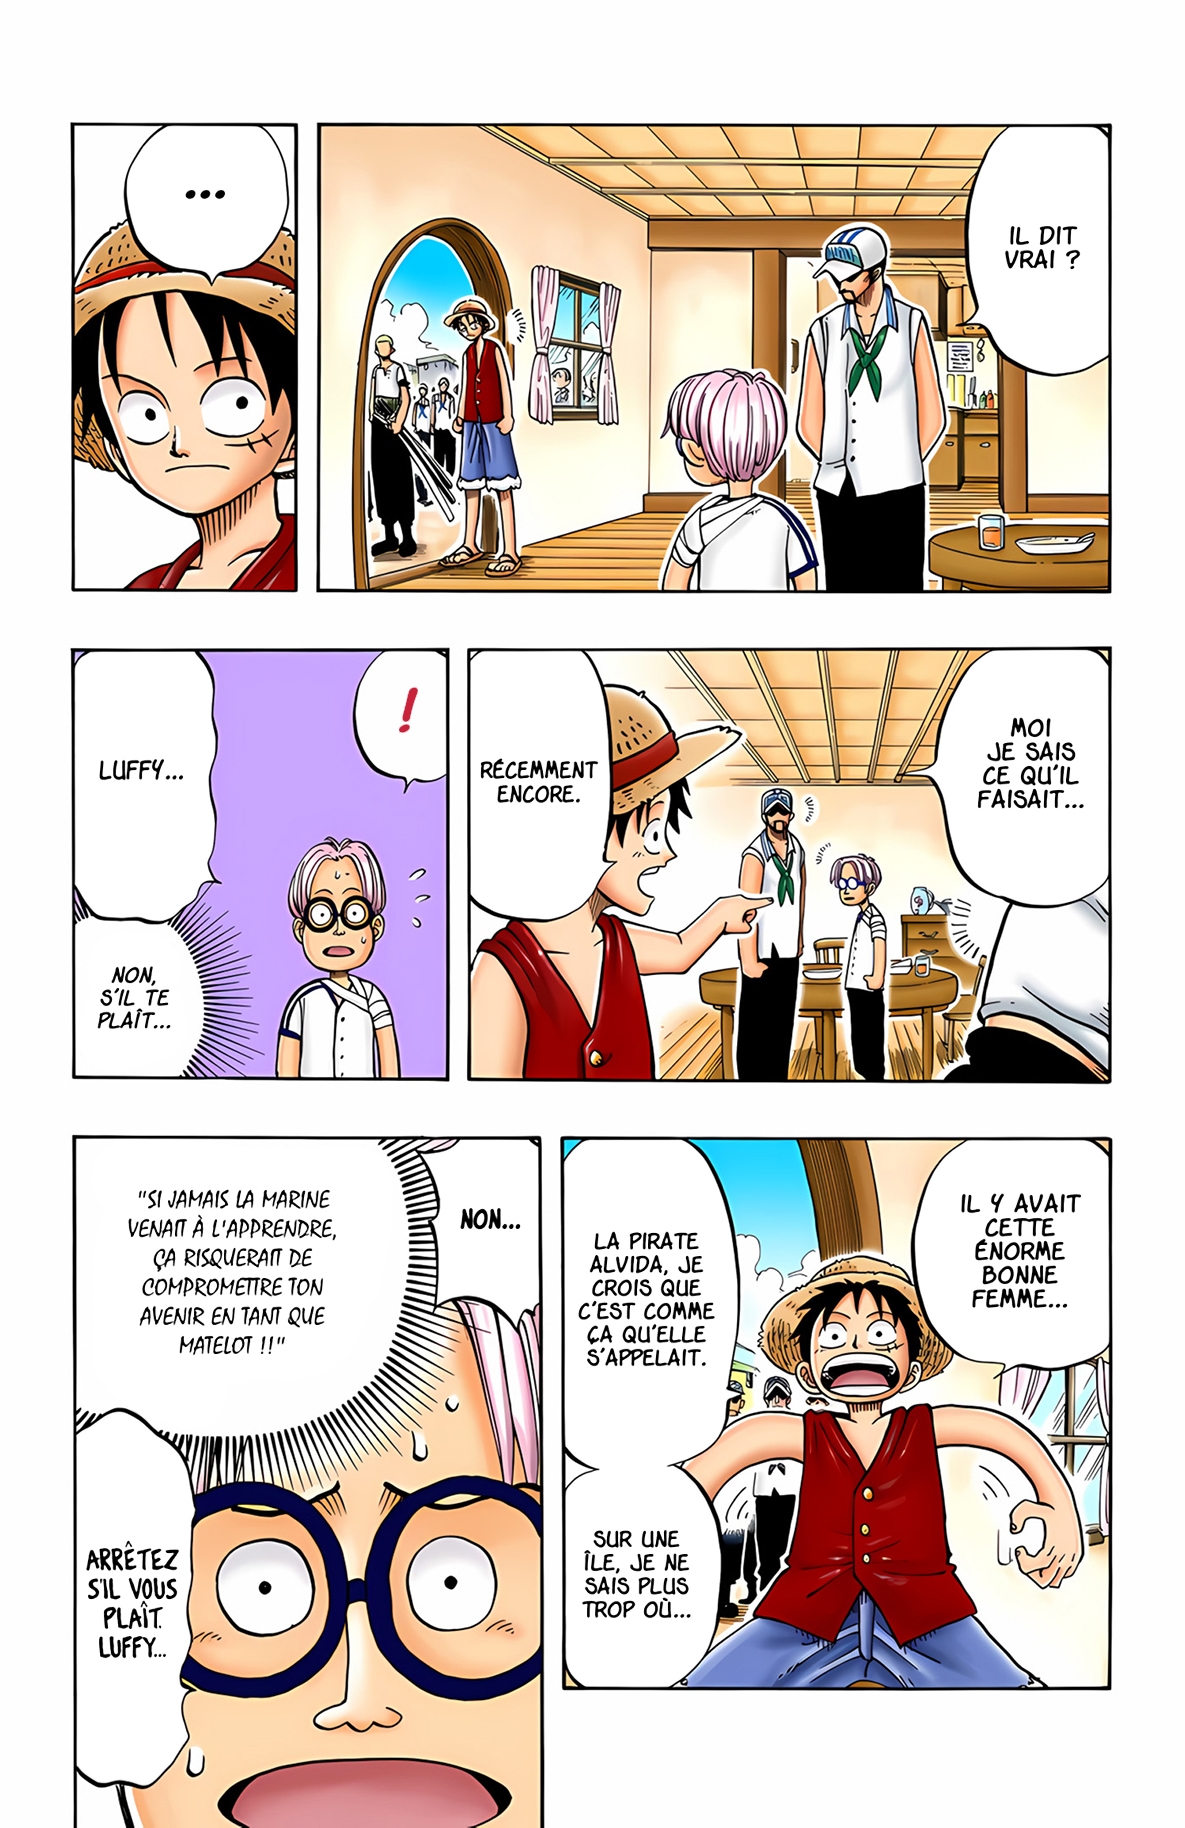 IL DIT
VRAI ?
...
MOI
JE SAIS
CE QU'IL
FAISAIT...
RÉCEMMENT
ENCORE.
!
LUFFY...
NON,
S'IL TE
PLAÎT...
IL Y AVAIT
CETTE
ÉNORME
BONNE
FEMME...
LA PIRATE
ALVIDA, JE
CROIS QUE
C'EST COMME
ÇA QU'ELLE
S'APPELAIT.
SUR UNE
ÎLE, JE NE
SAIS PLUS
TROP OÙ...
NON...
"SI JAMAIS LA MARINE
VENAIT À L'APPRENDRE,
ÇA RISQUERAIT DE
COMPROMETTRE TON
AVENIR EN TANT QUE
MATELOT !!"
ARRÊTEZ
S'IL VOUS
PLAÎT.
LUFFY...